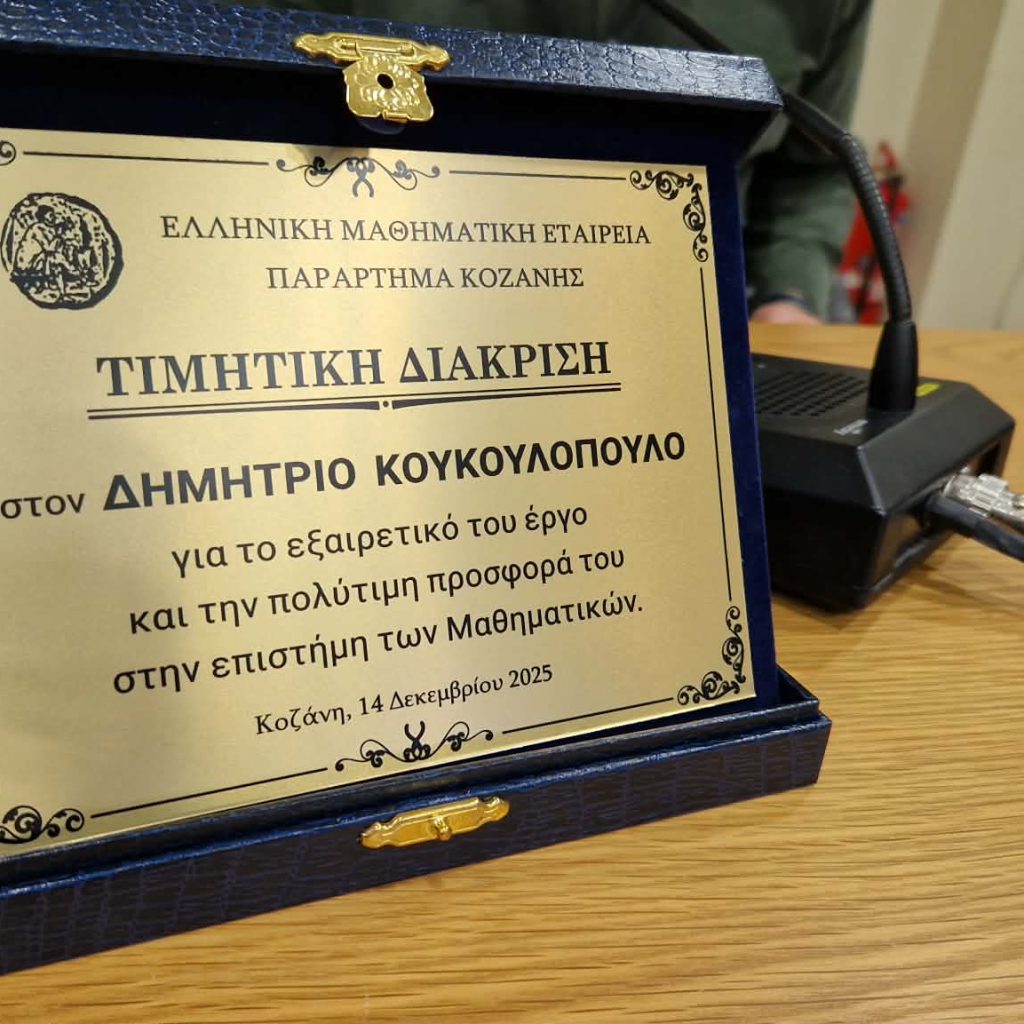 ΕΛΛΗΝΙΚΗ ΜΑΘΗΜΑΤΙΚΗ ΕΤΑΙΡΕΙΑ
ΠΑΡΑΡΤΗΜΑ ΚΟΖΑΝΗΣ
ΤΙΜΗΤΙΚΗ ΔΙΑΚΡΙΣΗ
στον ΔΗΜΗΤΡΙΟ ΚΟΥΚΟΥΛΟΠΟΥΛΟ
για το εξαιρετικό του έργο
και την πολύτιμη προσφορά του
στην επιστήμη των Μαθηματικών.
Κοζάνη, 14 Δεκεμβρίου 2025